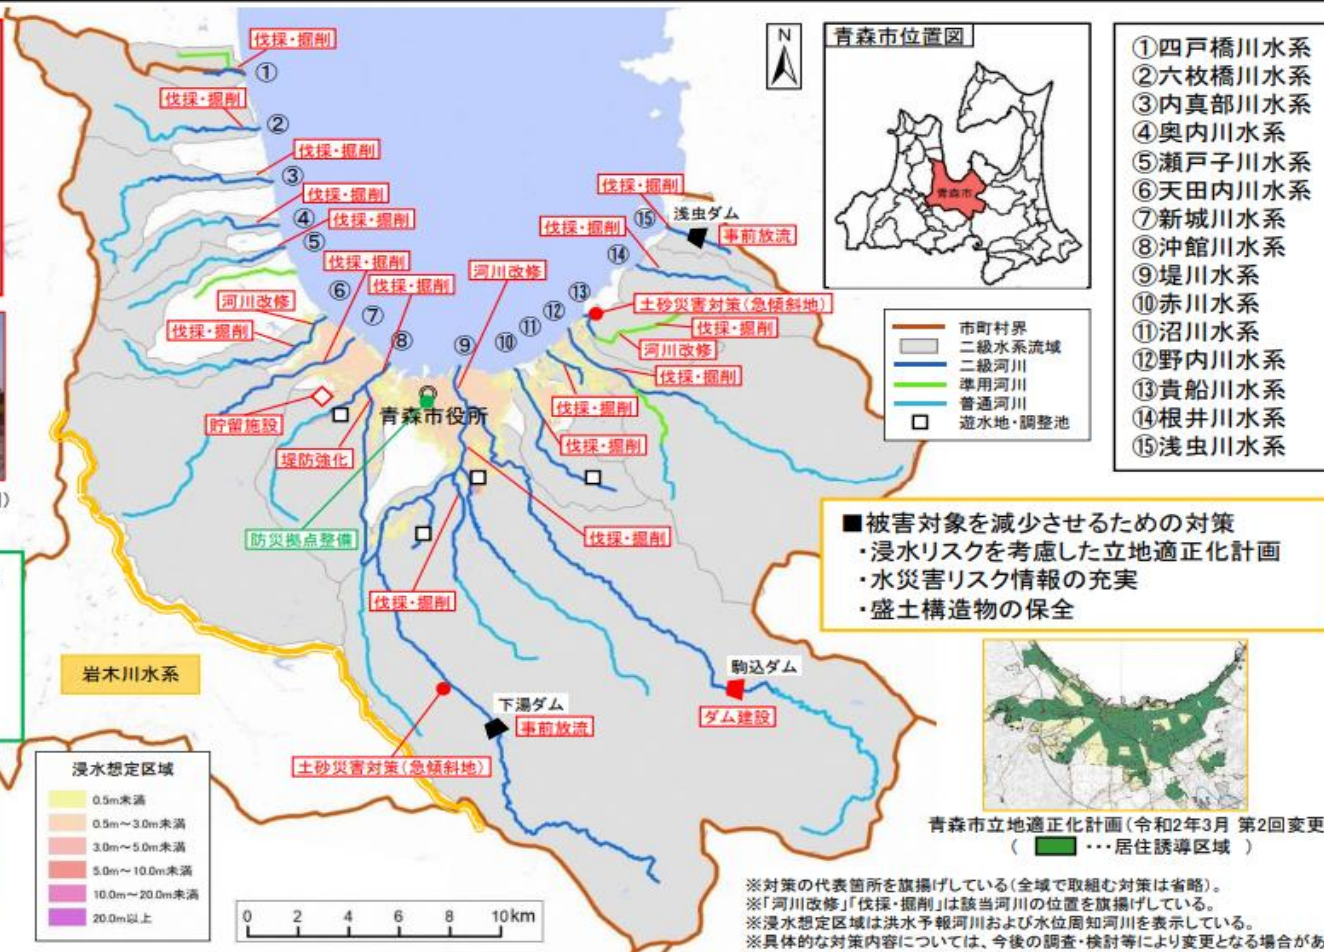 伐採・掘削
①
伐採・掘削
②
伐採・掘削
③
伐採・掘削
④
伐採・掘削
⑤
伐採・掘削
⑥
河川改修
伐採・掘削
⑦
伐採・掘削
⑧
河川改修
⑨
⑩
⑪
⑫
⑬
⑭
⑮
伐採・掘削
浅虫ダム
事前放流
伐採・掘削
土砂災害対策(急傾斜地)
伐採・掘削
河川改修
伐採・掘削
伐採・掘削
伐採・掘削
貯留施設
青森市役所
堤防強化
防災拠点整備
伐採・掘削
伐採・掘削
岩木川水系
駒込ダム
ダム建設
下湯ダム
事前放流
土砂災害対策(急傾斜地)
N
青森市位置図
青森市
市町村界
二級水系流域
二級河川
準用河川
普通河川
遊水地・調整池
①四戸橋川水系
②六枚橋川水系
③内真部川水系
④奥内川水系
⑤瀬戸子川水系
⑥天田内川水系
⑦新城川水系
⑧沖館川水系
⑨堤川水系
⑩赤川水系
⑪沼川水系
⑫野内川水系
⑬貴船川水系
⑭根井川水系
⑮浅虫川水系
■被害対象を減少させるための対策
・浸水リスクを考慮した立地適正化計画
・水災害リスク情報の充実
・盛土構造物の保全
青森市立地適正化計画(令和2年3月 第2回変更
( ・・・居住誘導区域 )
浸水想定区域
0.5m未満
0.5m～3.0m未満
3.0m～5.0m未満
5.0m～10.0m未満
10.0m～20.0m未満
20.0m以上
0 2 4 6 8 10km
※対策の代表箇所を旗揚げしている(全域で取組む対策は省略)。
※「河川改修」「伐採・掘削」は該当河川の位置を旗揚げしている。
※浸水想定区域は洪水予報河川および水位周知河川を表示している。
※具体的な対策内容については、今後の調査・検討等により変更となる場合があ